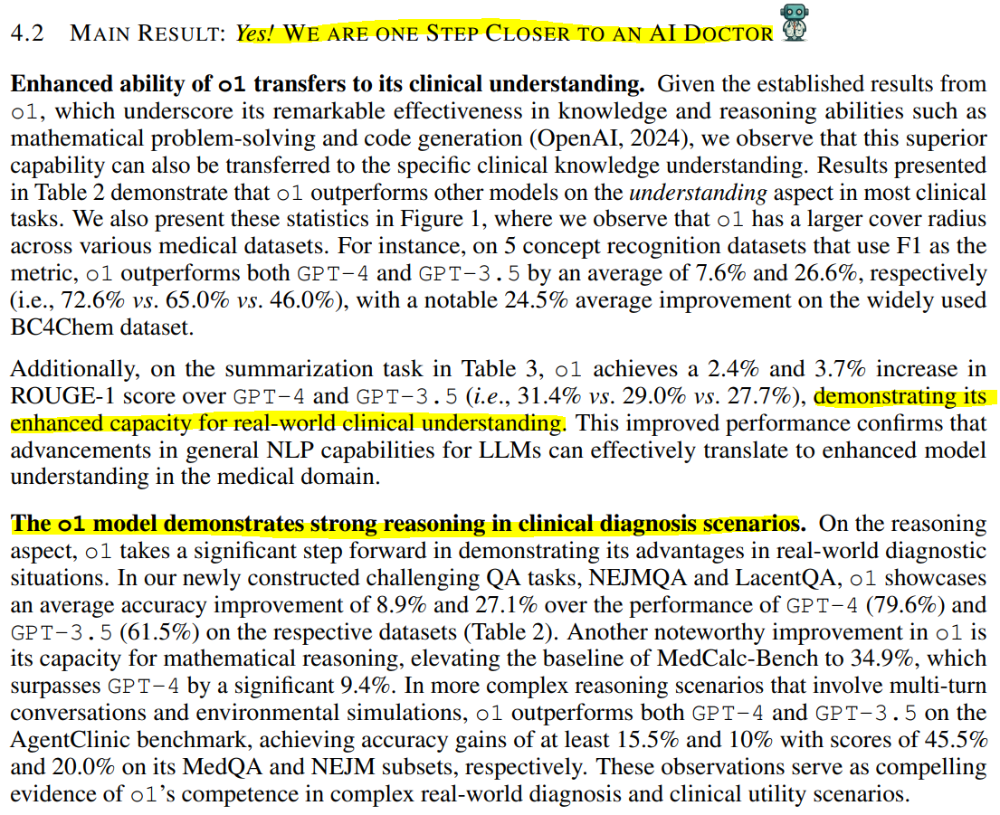 4.2 MAIN RESULT: Yes! WE ARE ONE STEP CLOSER TO AN AI DOCTOR
Enhanced ability of o1 transfers to its clinical understanding. Given the established results from
o1, which underscore its remarkable effectiveness in knowledge and reasoning abilities such as
mathematical problem-solving and code generation (OpenAI, 2024), we observe that this superior
capability can also be transferred to the specific clinical knowledge understanding. Results presented
in Table 2 demonstrate that o1 outperforms other models on the understanding aspect in most clinical
tasks. We also present these statistics in Figure 1, where we observe that o1 has a larger cover radius
across various medical datasets. For instance, on 5 concept recognition datasets that use F1 as the
metric, o1 outperforms both GPT-4 and GPT-3.5 by an average of 7.6% and 26.6%, respectively
(i.e., 72.6% vs. 65.0% vs. 46.0%), with a notable 24.5% average improvement on the widely used
BC4Chem dataset.
Additionally, on the summarization task in Table 3, o1 achieves a 2.4% and 3.7% increase in
ROUGE-1 score over GPT-4 and GPT-3.5 (i.e., 31.4% vs. 29.0% vs. 27.7%), demonstrating its
enhanced capacity for real-world clinical understanding. This improved performance confirms that
advancements in general NLP capabilities for LLMs can effectively translate to enhanced model
understanding in the medical domain.
The o1 model demonstrates strong reasoning in clinical diagnosis scenarios. On the reasoning
aspect, o1 takes a significant step forward in demonstrating its advantages in real-world diagnostic
situations. In our newly constructed challenging QA tasks, NEJMQA and LacentQA, o1 showcases
an average accuracy improvement of 8.9% and 27.1% over the performance of GPT-4 (79.6%) and
GPT-3.5 (61.5%) on the respective datasets (Table 2). Another noteworthy improvement in o1 is
its capacity for mathematical reasoning, elevating the baseline of MedCalc-Bench to 34.9%, which
surpasses GPT-4 by a significant 9.4%. In more complex reasoning scenarios that involve multi-turn
conversations and environmental simulations, o1 outperforms both GPT-4 and GPT-3.5 on the
AgentClinic benchmark, achieving accuracy gains of at least 15.5% and 10% with scores of 45.5%
and 20.0% on its MedQA and NEJM subsets, respectively. These observations serve as compelling
evidence of o1's competence in complex real-world diagnosis and clinical utility scenarios.